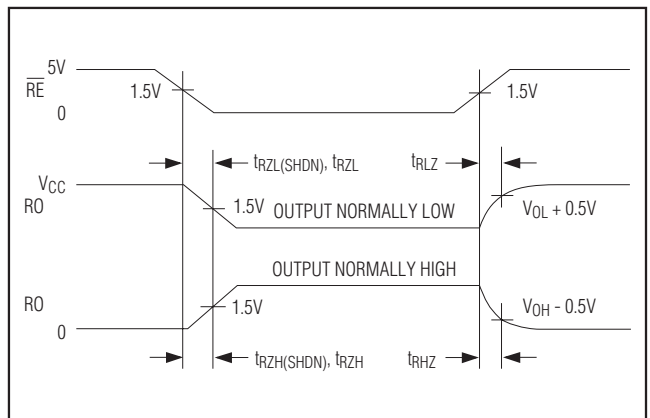 5V
RE
1.5V
1.5V
0
tRZL(SHDN), tRZL
tRLZ
VCC
RO
1.5V
OUTPUT NORMALLY LOW
VOL + 0.5V
OUTPUT NORMALLY HIGH
RO
1.5V
VOH - 0.5V
0
tRZH(SHDN), tRZH
tRHZ